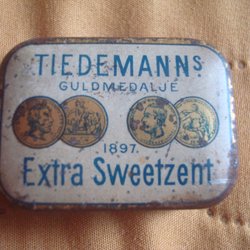 TIEDEMANNS
GULDMEDALJE
1897.
Extra Sweetzent